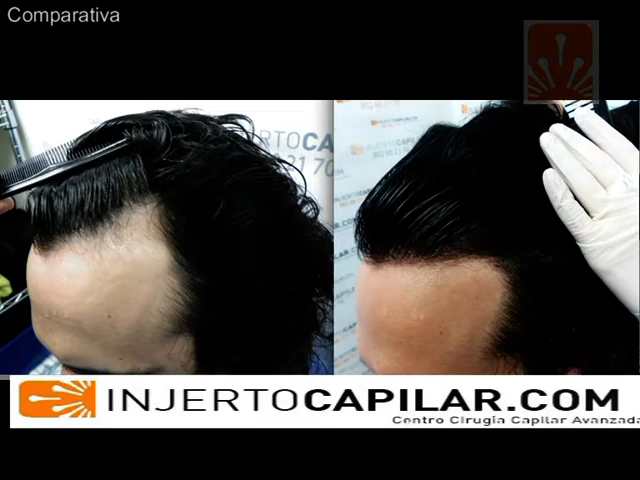 Comparativa
INJERTOCAPILAR.COM
Centro Cirugía Capilar Avanzada